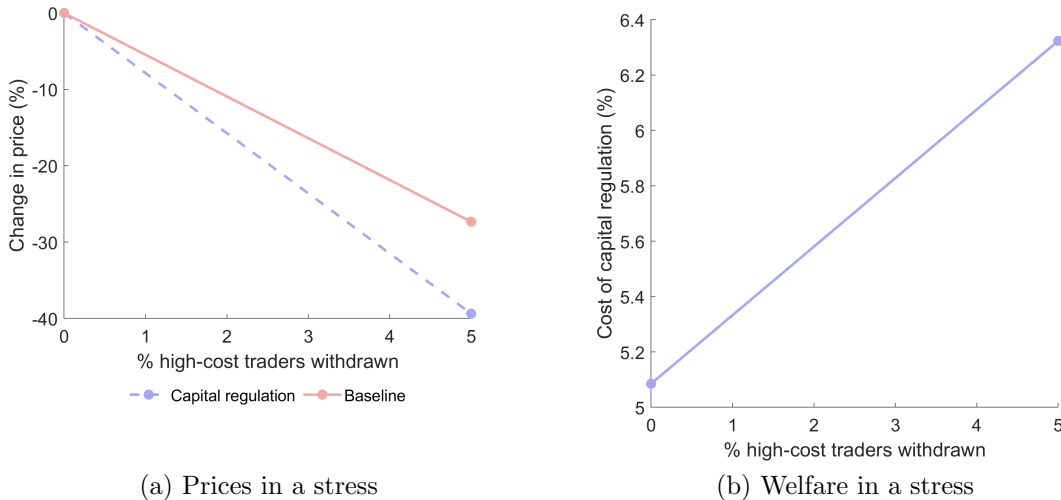 Change in price (%)
0
-10
-20
-30
-40
0 1 2 3 4 5
% high-cost traders withdrawn
Capital regulation Baseline
(a) Prices in a stress
Cost of capital regulation (%)
6.4
6.2
6
5.8
5.6
5.4
5.2
5
0 1 2 3 4 5
% high-cost traders withdrawn
(b) Welfare in a stress